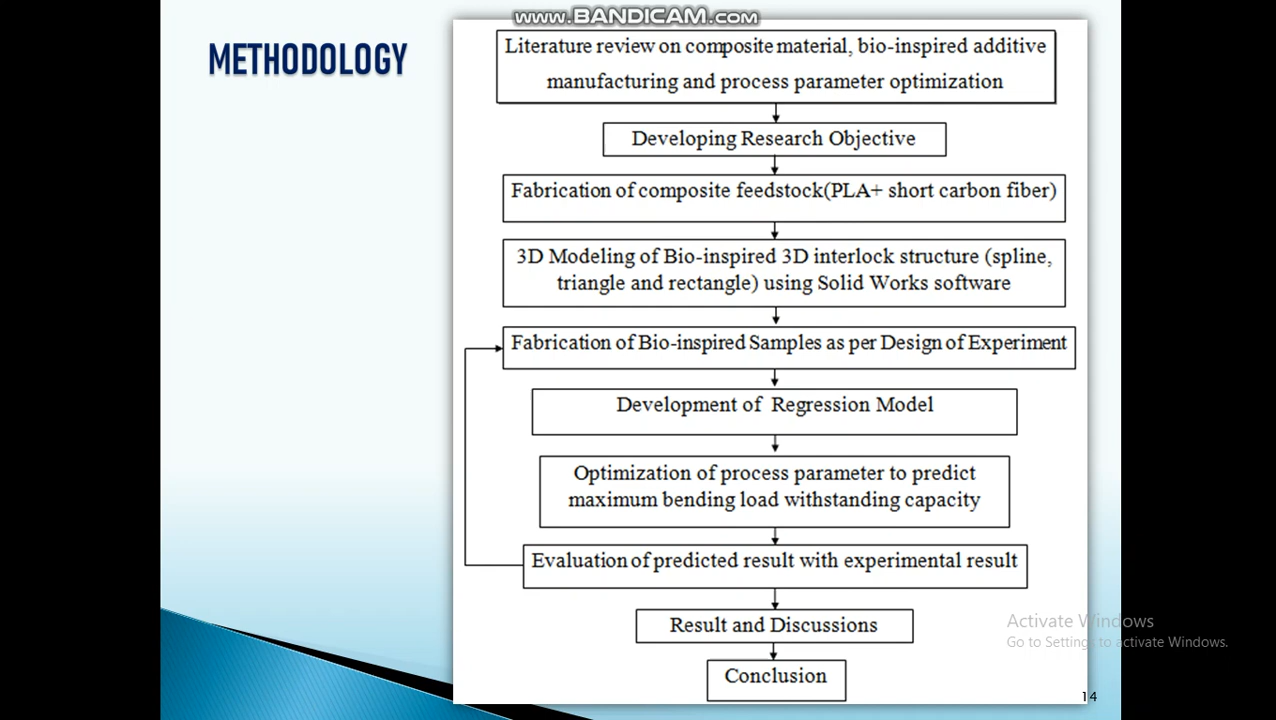 www.BANDICAM.com
METHODOLOGY
Literature review on composite material, bio-inspired additive
manufacturing and process parameter optimization
Developing Research Objective
Fabrication of composite feedstock(PLA+ short carbon fiber)
3D Modeling of Bio-inspired 3D interlock structure (spline,
triangle and rectangle) using Solid Works software
Fabrication of Bio-inspired Samples as per Design of Experiment
Development of Regression Model
Optimization of process parameter to predict
maximum bending load withstanding capacity
Evaluation of predicted result with experimental result
Result and Discussions
Conclusion
Activate Windows
Go to Settings to activate Windows.
14